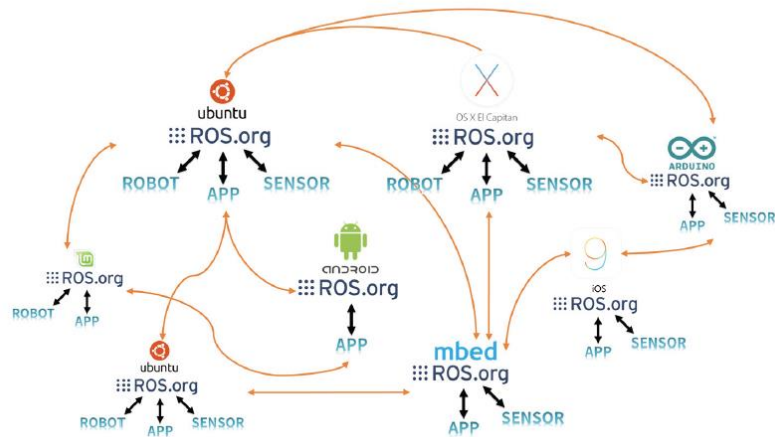 ubuntu
ROS.org
ROBOT
APP
SENSOR
OS X El Capitan
ROS.org
ROBOT
APP
SENSOR
ARDUINO
ROS.org
APP
SENSOR
ROS.org
ROBOT
APP
ANDROID
ROS.org
APP
9
iOS
ROS.org
APP
SENSOR
ubuntu
ROS.org
ROBOT
APP
SENSOR
mbed
ROS.org
APP
SENSOR